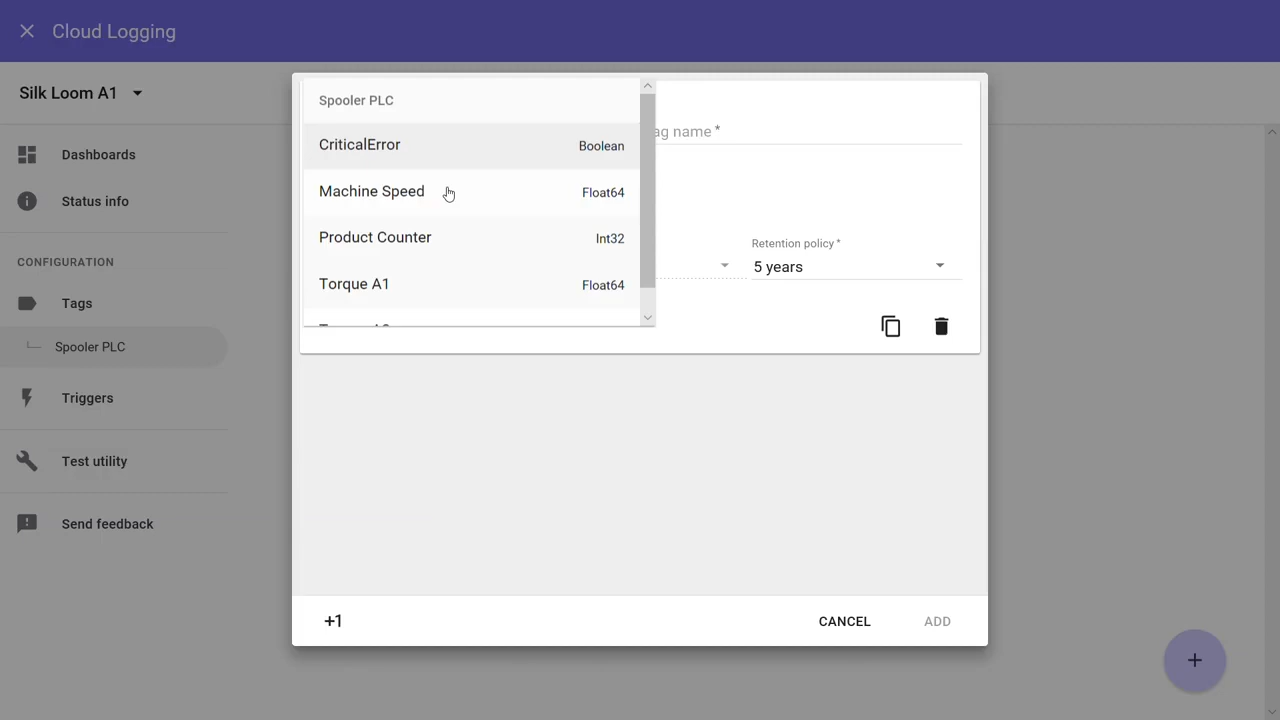 Cloud Logging
Silk Loom A1
Dashboards
Status info
CONFIGURATION
Tags
Spooler PLC
Triggers
Test utility
Send feedback
Spooler PLC
CriticalError Boolean
Machine Speed Float64
Product Counter Int32
Torque A1 Float64
ag name *
Retention policy *
5 years
+1
CANCEL
ADD
+